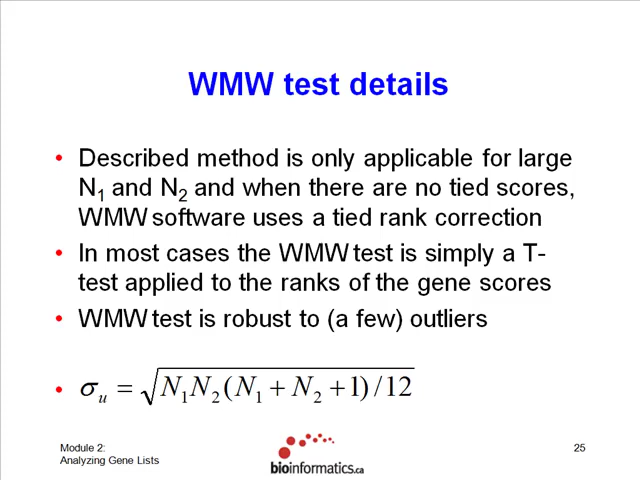 WMW test details
• Described method is only applicable for large
N₁ and N₂ and when there are no tied scores,
WMW software uses a tied rank correction
• In most cases the WMW test is simply a T-
test applied to the ranks of the gene scores
• WMW test is robust to (a few) outliers
• σᵤ = √N₁N₂(N₁ + N₂ + 1) / 12
Module 2:
Analyzing Gene Lists
bioinformatics.ca
25